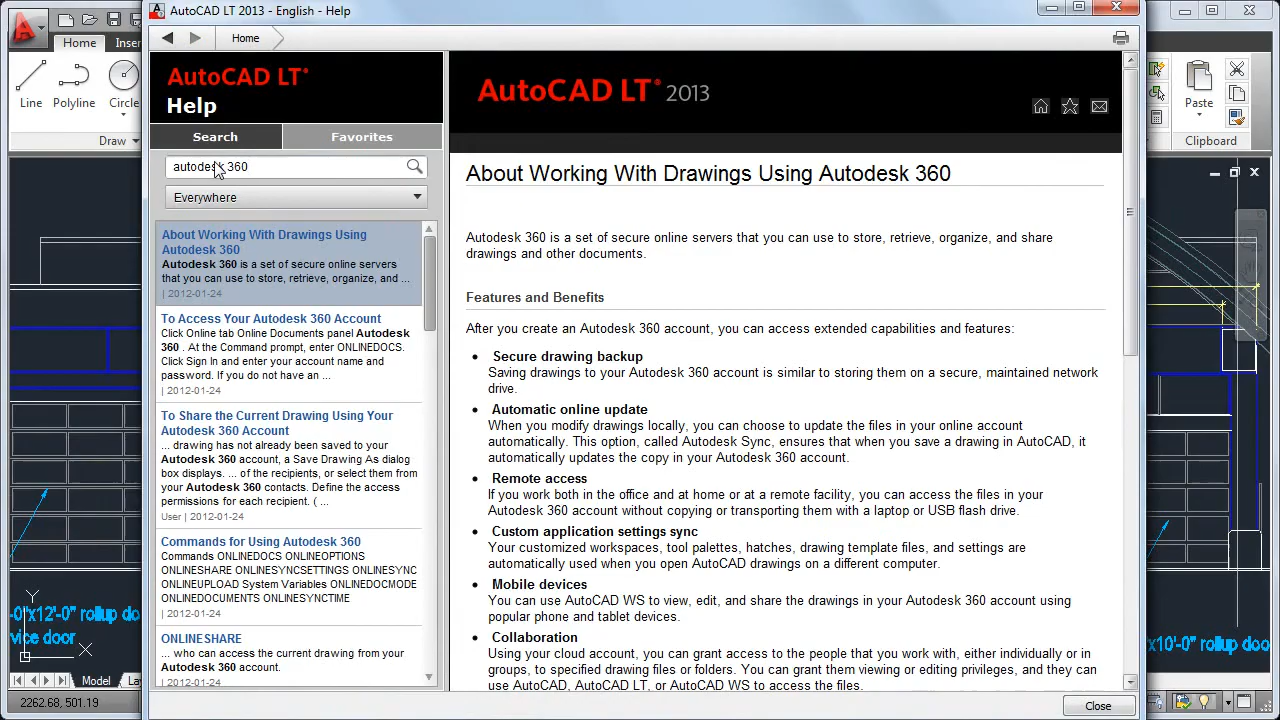 AutoCAD LT 2013 - English - Help
Home
Inser
Home
Line
Polyline
Circle
Draw
Paste
Clipboard
AutoCAD LT®
Help
Search
Favorites
autodesk 360
Everywhere
About Working With Drawings Using
Autodesk 360
Autodesk 360 is a set of secure online servers
that you can use to store, retrieve, organize, and ...
| 2012-01-24
To Access Your Autodesk 360 Account
Click Online tab Online Documents panel Autodesk
360 . At the Command prompt, enter ONLINEDOCS.
Click Sign In and enter your account name and
password. If you do not have an ...
| 2012-01-24
To Share the Current Drawing Using Your
Autodesk 360 Account
... drawing has not already been saved to your
Autodesk 360 account, a Save Drawing As dialog
box displays. ... of the recipients, or select them from
your Autodesk 360 contacts. Define the access
permissions for each recipient. ( ...
User | 2012-01-24
Commands for Using Autodesk 360
Commands ONLINEDOCS ONLINEOPTIONS
ONLINESHARE ONLINESYNCSETTINGS ONLINESYNC
ONLINEUPLOAD System Variables ONLINEDOCMODE
ONLINEDOCUMENTS ONLINESYNCTIME
| 2012-01-24
ONLINESHARE
... who can access the current drawing from your
Autodesk 360 account.
| 2012-01-24
AutoCAD LT® 2013
About Working With Drawings Using Autodesk 360
Autodesk 360 is a set of secure online servers that you can use to store, retrieve, organize, and share
drawings and other documents.
Features and Benefits
After you create an Autodesk 360 account, you can access extended capabilities and features:
• Secure drawing backup
Saving drawings to your Autodesk 360 account is similar to storing them on a secure, maintained network
drive.
• Automatic online update
When you modify drawings locally, you can choose to update the files in your online account
automatically. This option, called Autodesk Sync, ensures that when you save a drawing in AutoCAD, it
automatically updates the copy in your Autodesk 360 account.
• Remote access
If you work both in the office and at home or at a remote facility, you can access the files in your
Autodesk 360 account without copying or transporting them with a laptop or USB flash drive.
• Custom application settings sync
Your customized workspaces, tool palettes, hatches, drawing template files, and settings are
automatically used when you open AutoCAD drawings on a different computer.
• Mobile devices
You can use AutoCAD WS to view, edit, and share the drawings in your Autodesk 360 account using
popular phone and tablet devices.
• Collaboration
Using your cloud account, you can grant access to the people that you work with, either individually or in
groups, to specified drawing files or folders. You can grant them viewing or editing privileges, and they can
use AutoCAD, AutoCAD LT, or AutoCAD WS to access the files.
Close
-0"x12'-0" rollup do
vice door
Y
X
'x10'-0" rollup door
Model
La
2262.68, 501.19